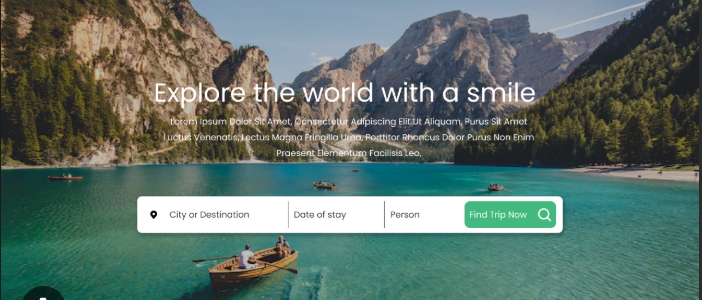 Explore the world with a smile
Lorem Ipsum Dolor Sit Amet, Consectetur Adipiscing Elit.Ut Aliquam, Purus Sit Amet
Luctus Venenatis, Lectus Magna Fringilla Urna, Porttitor Rhoncus Dolor Purus Non Enim
Praesent Elementum Facilisis Leo,
City or Destination
Date of stay
Person
Find Trip Now